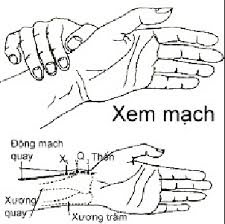 Xem mạch
Động mạch
quay
X Q Thốn
Xương
quay
Xương trâm